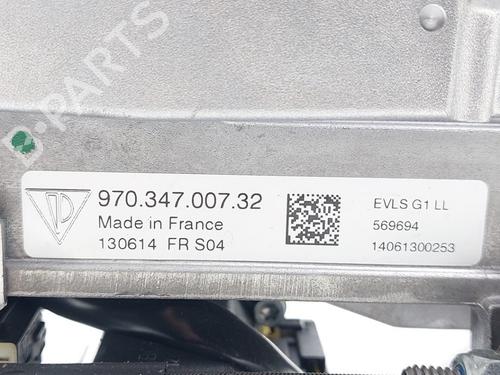 B-PARTS
970.347.007.32
Made in France
130614 FR S04
EVLS G1 LL
569694
14061300253